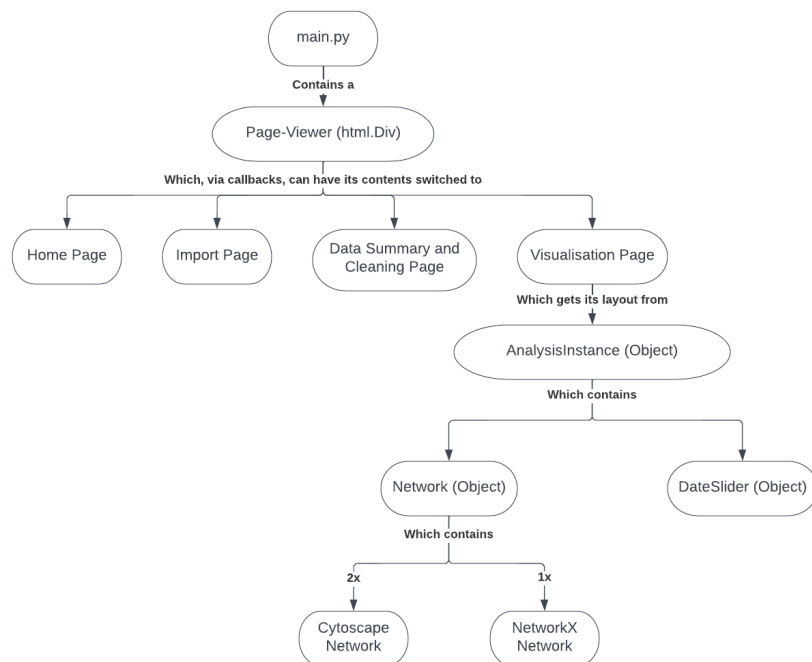 main.py
Contains a
Page-Viewer (html.Div)
Which, via callbacks, can have its contents switched to
Home Page
Import Page
Data Summary and
Cleaning Page
Visualisation Page
Which gets its layout from
AnalysisInstance (Object)
Which contains
Network (Object)
DateSlider (Object)
Which contains
2x
1x
Cytoscape
Network
NetworkX
Network